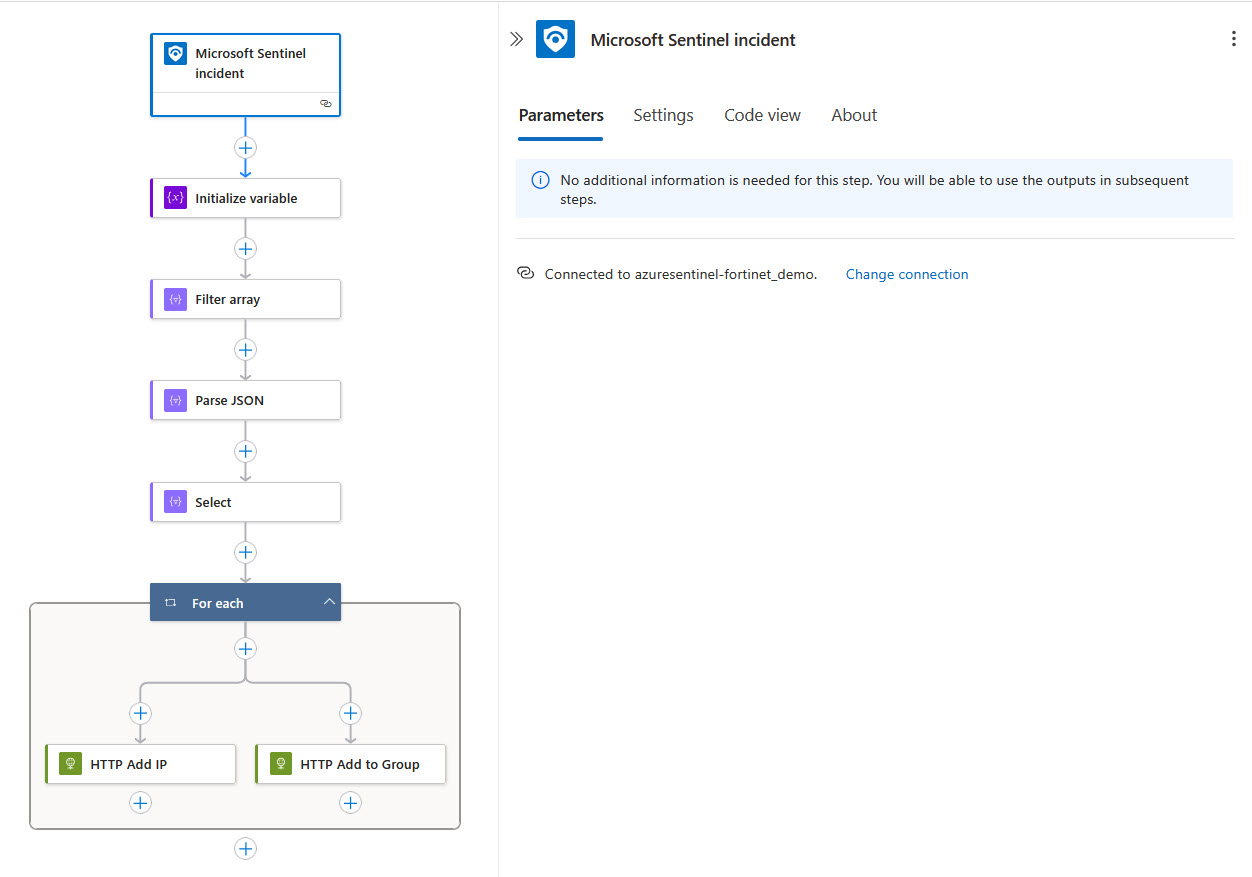 Microsoft Sentinel
incident
Initialize variable
Filter array
Parse JSON
Select
For each
HTTP Add IP
HTTP Add to Group
Microsoft Sentinel incident
Parameters Settings Code view About
No additional information is needed for this step. You will be able to use the outputs in subsequent
steps.
Connected to azuresentinel-fortinet_demo. Change connection